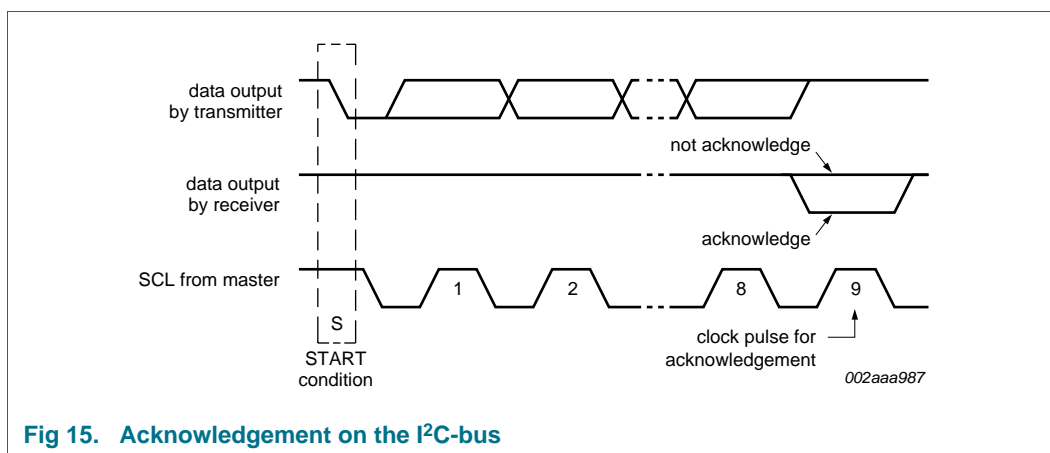 data output
by transmitter
not acknowledge
data output
by receiver
acknowledge
SCL from master
1
2
8
9
S
START
condition
clock pulse for
acknowledgement
002aaa987
Fig 15. Acknowledgement on the I²C-bus